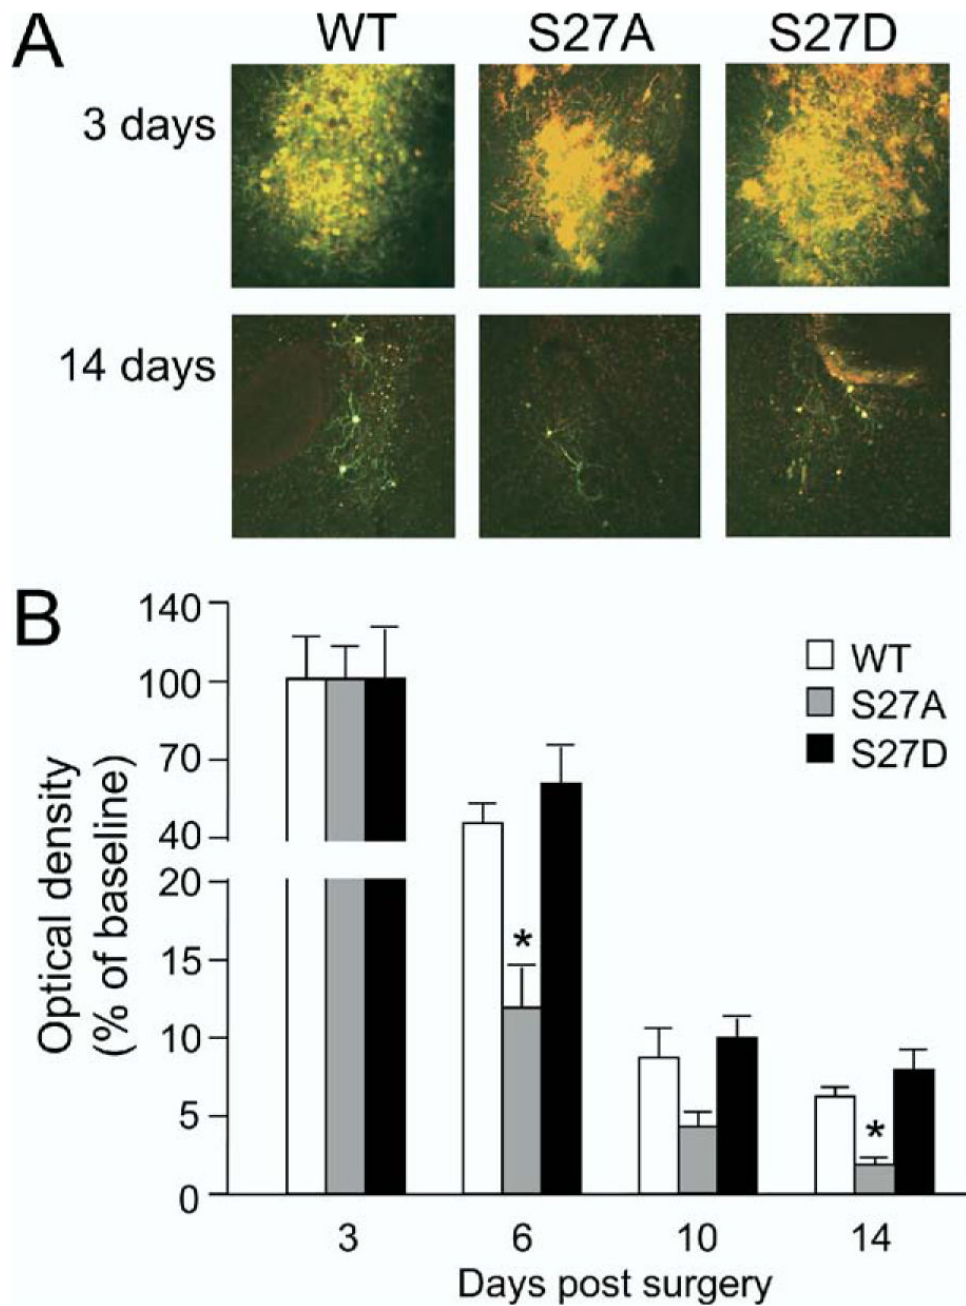 A
WT S27A S27D
3 days
14 days
B
140
100
70
40
20
15
10
5
0
Optical density
(% of baseline)
WT
S27A
S27D
*
*
3 6 10 14
Days post surgery